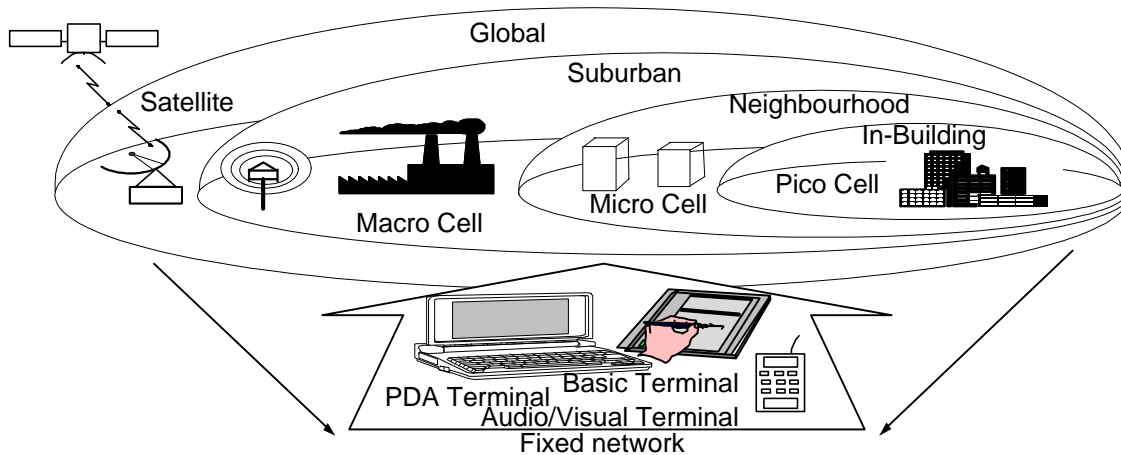 Global
Suburban
Satellite
Neighbourhood
In-Building
Pico Cell
Micro Cell
Macro Cell
Basic Terminal
PDA Terminal
Audio/Visual Terminal
Fixed network